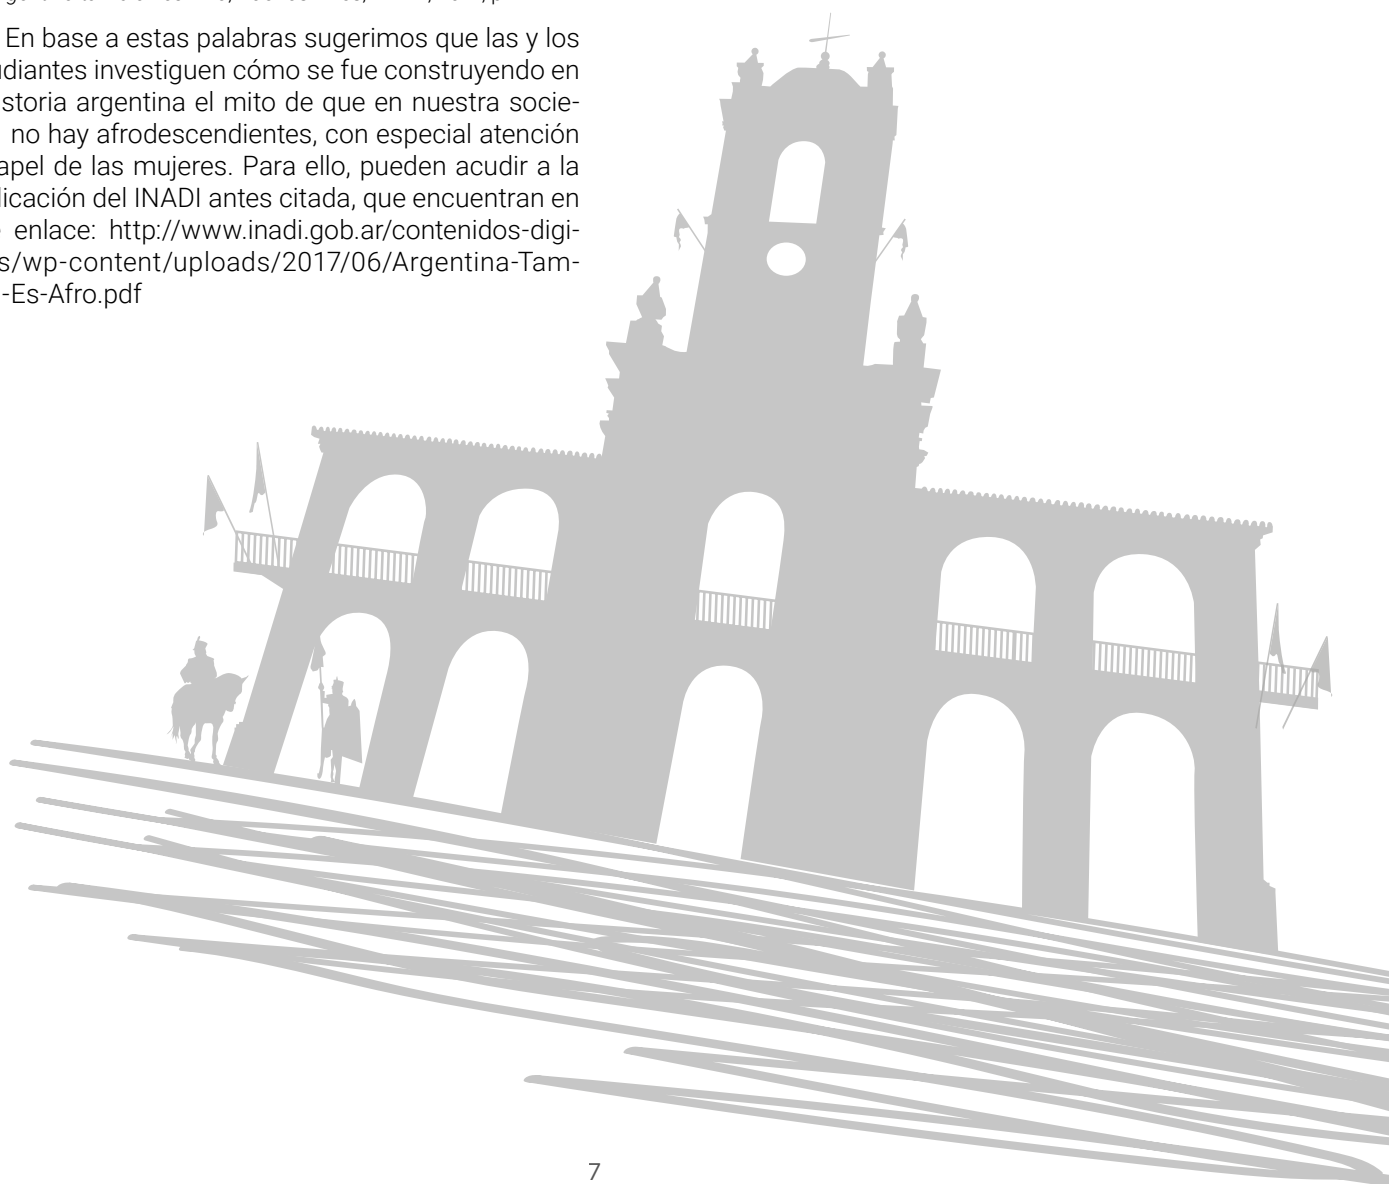 En base a estas palabras sugerimos que las y los
udiantes investiguen cómo se fue construyendo en
storia argentina el mito de que en nuestra socie-
no hay afrodescendientes, con especial atención
apel de las mujeres. Para ello, pueden acudir a la
licación del INADI antes citada, que encuentran en
enlace: http://www.inadi.gob.ar/contenidos-digi-
s/wp-content/uploads/2017/06/Argentina-Tam-
-Es-Afro.pdf
7